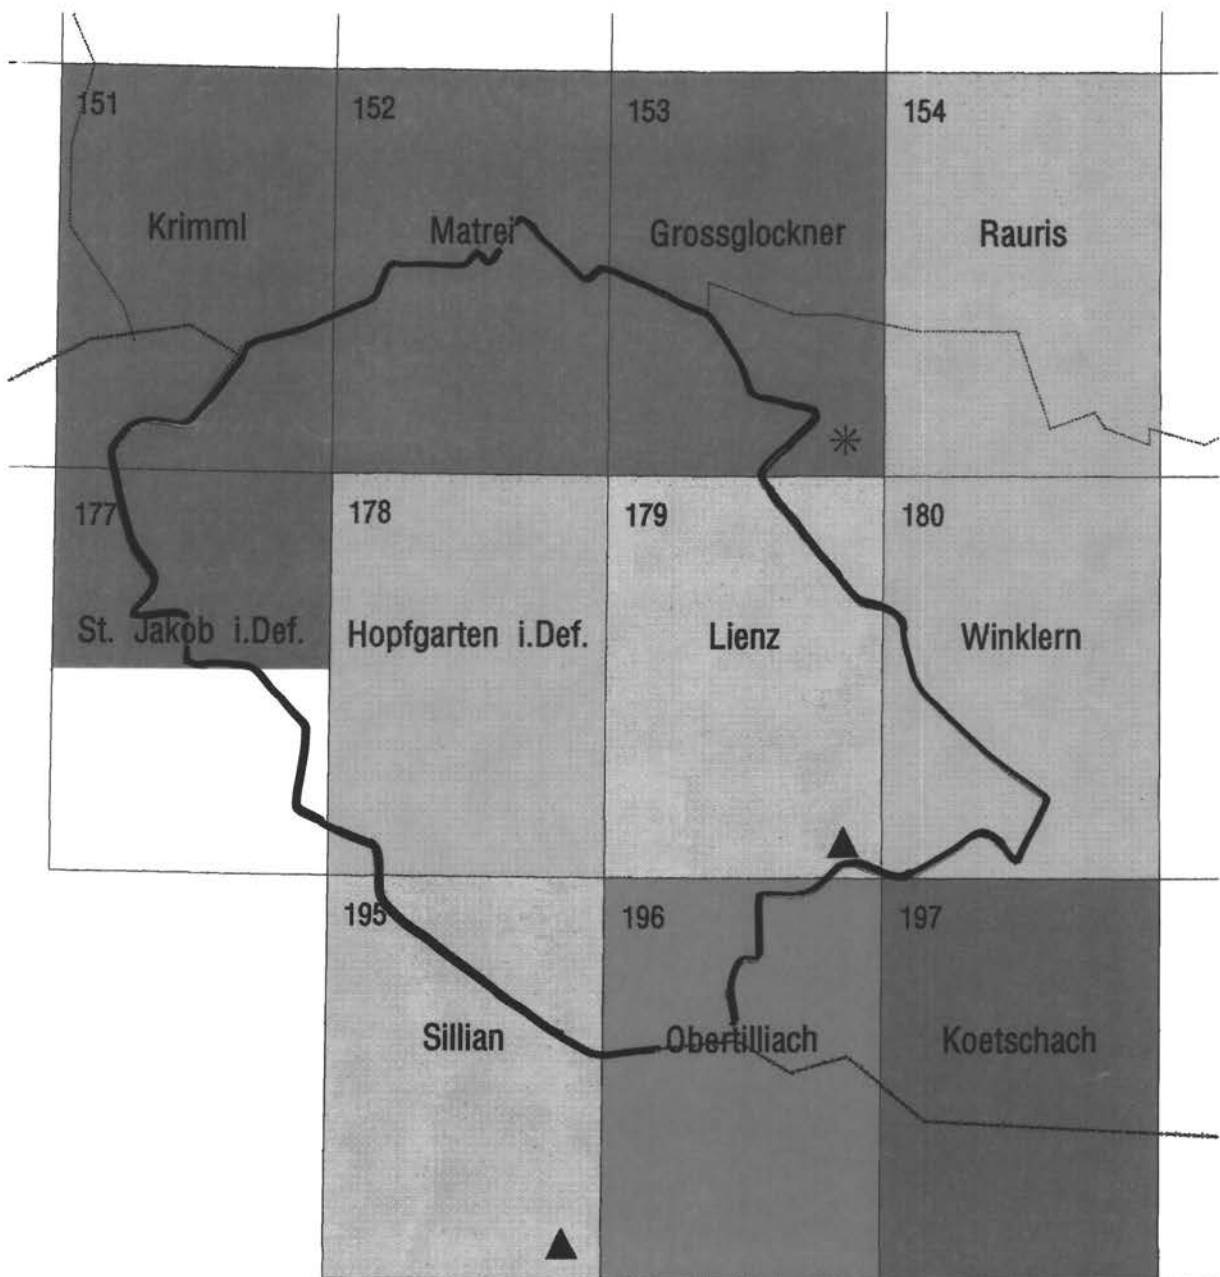 151 152 153 154
Krimml Matrei Grossglockner Rauris
177 178 179 180
St. Jakob i.Def. Hopfgarten i.Def. Lienz Winklern
195 196 197
Sillian Obertilliach Koetschach